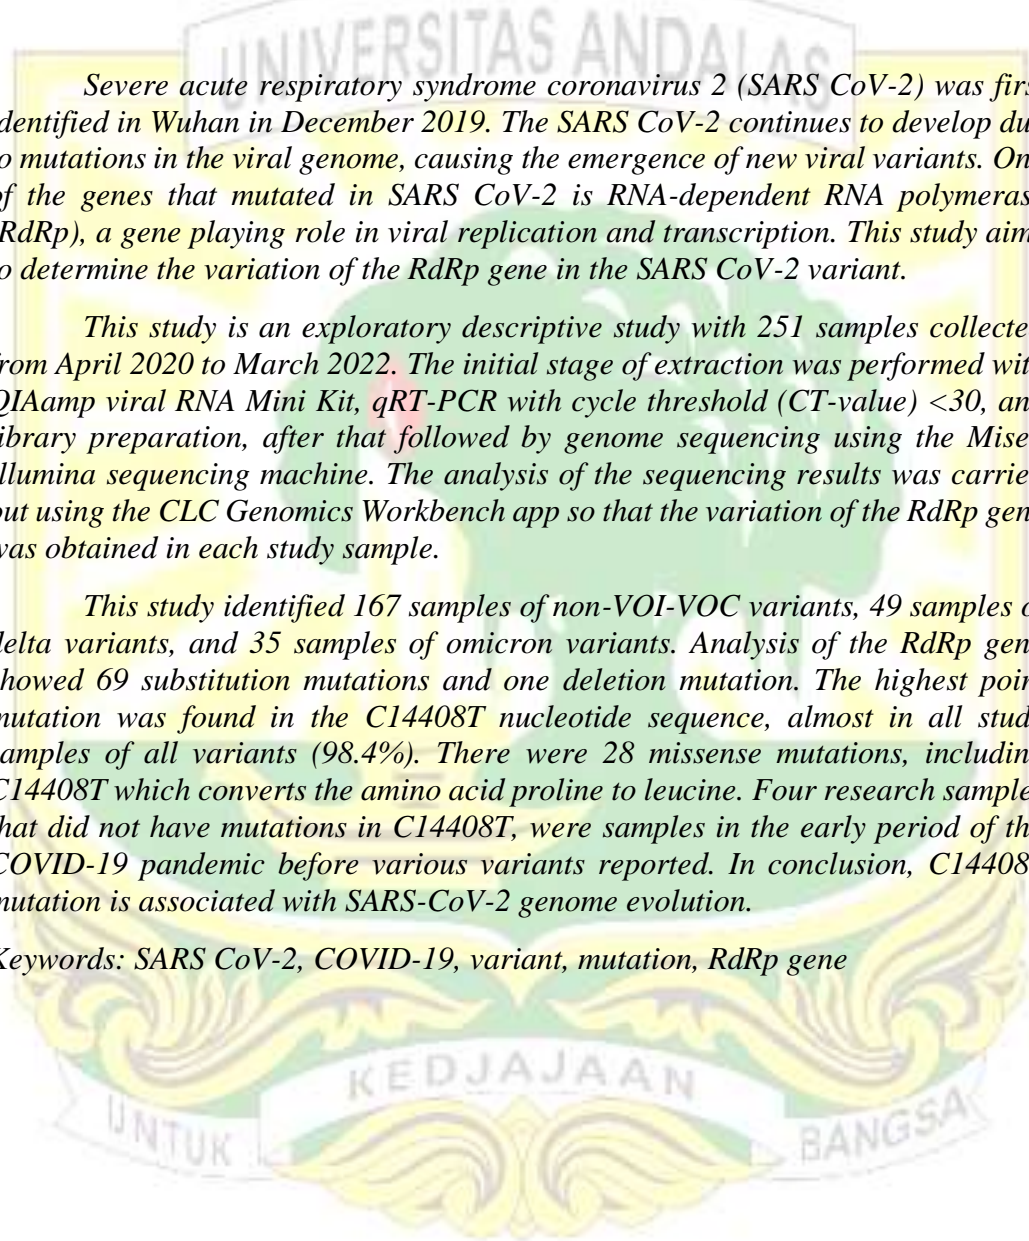 UNIVERSITAS ANDALAS
Severe acute respiratory syndrome coronavirus 2 (SARS CoV-2) was firs
identified in Wuhan in December 2019. The SARS CoV-2 continues to develop du
to mutations in the viral genome, causing the emergence of new viral variants. On
of the genes that mutated in SARS CoV-2 is RNA-dependent RNA polymeras
(RdRp), a gene playing role in viral replication and transcription. This study aim
to determine the variation of the RdRp gene in the SARS CoV-2 variant.
This study is an exploratory descriptive study with 251 samples collecte
from April 2020 to March 2022. The initial stage of extraction was performed wit
QIAamp viral RNA Mini Kit, qRT-PCR with cycle threshold (CT-value) <30, an
library preparation, after that followed by genome sequencing using the Mise
Illumina sequencing machine. The analysis of the sequencing results was carrie
out using the CLC Genomics Workbench app so that the variation of the RdRp gen
was obtained in each study sample.
This study identified 167 samples of non-VOI-VOC variants, 49 samples o
delta variants, and 35 samples of omicron variants. Analysis of the RdRp gen
showed 69 substitution mutations and one deletion mutation. The highest poin
mutation was found in the C14408T nucleotide sequence, almost in all stud
samples of all variants (98.4%). There were 28 missense mutations, includin
C14408T which converts the amino acid proline to leucine. Four research sample
that did not have mutations in C14408T, were samples in the early period of th
COVID-19 pandemic before various variants reported. In conclusion, C14408
mutation is associated with SARS-CoV-2 genome evolution.
Keywords: SARS CoV-2, COVID-19, variant, mutation, RdRp gene
UNTUK KEDJAJAAN BANGSA